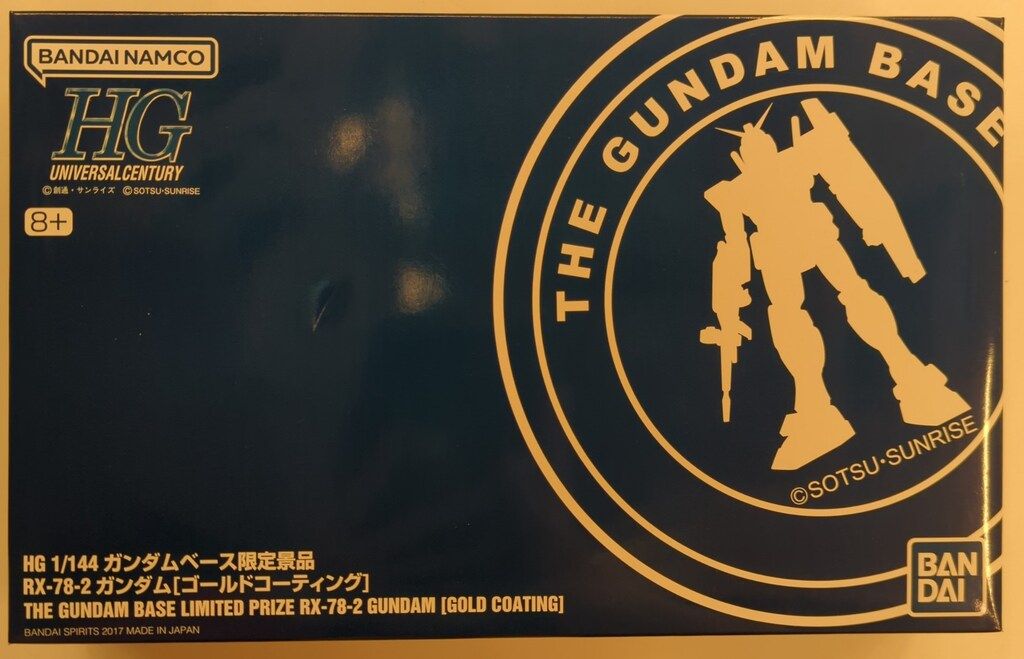 BANDAI NAMCO
HG
UNIVERSAL CENTURY
©創通・サンライズ ©SOTSU・SUNRISE
8+
THE GUNDAM BASE
©SOTSU・SUNRISE
HG 1/144 ガンダムベース限定景品
RX-78-2 ガンダム[ゴールドコーティング]
THE GUNDAM BASE LIMITED PRIZE RX-78-2 GUNDAM [GOLD COATING]
BANDAI SPIRITS 2017 MADE IN JAPAN
BAN
DAI